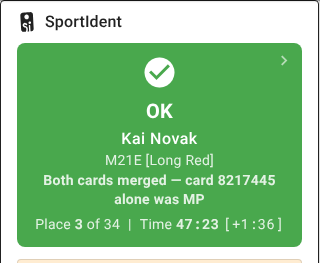 Si
SportIdent
OK
Kai Novak
M21E [Long Red]
Both cards merged — card 8217445
alone was MP
Place 3 of 34 | Time 47:23 [+1:36]